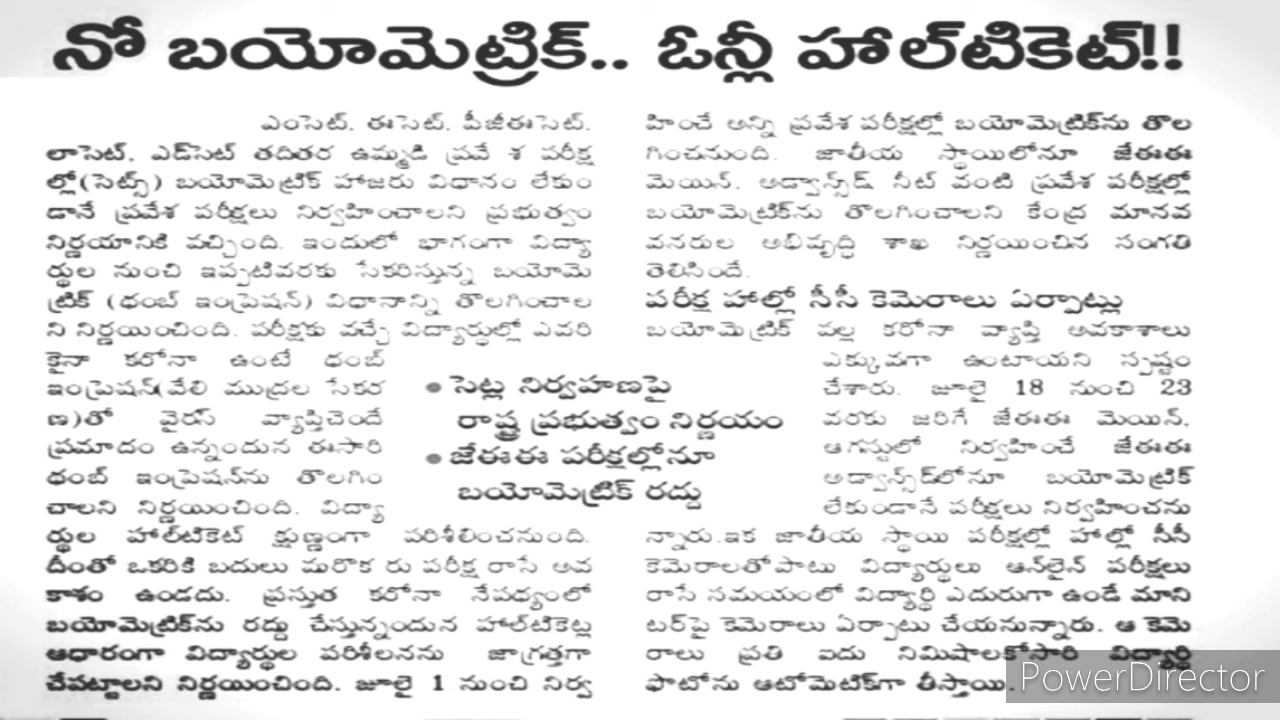 నో బయోమెట్రిక్.. ఓన్లీ హాల్‌టికెట్!!
ఎంసెట్, ఈసెట్, పీజీఈసెట్,
లాసెట్, ఎడ్‌సెట్ తదితర ఉమ్మడి ప్రవే శ పరీక్ష
ల్లో(సెట్స్) బయోమెట్రిక్ హాజరు విధానం లేకుం
డానే ప్రవేశ పరీక్షలు నిర్వహించాలని ప్రభుత్వం
నిర్ణయానికి వచ్చింది. ఇందులో భాగంగా విద్యా
ర్థుల నుంచి ఇప్పటివరకు సేకరిస్తున్న బయోమె
ట్రిక్ (థంబ్ ఇంప్రెషన్) విధానాన్ని తొలగించాల
ని నిర్ణయించింది. పరీక్షకు వచ్చే విద్యార్థుల్లో ఎవరి
కైనా కరోనా ఉంటే థంబ్
ఇంప్రెషన్(వేలి ముద్రల సేకర
ణ)తో వైరస్ వ్యాప్తిచెందే
ప్రమాదం ఉన్నందున ఈసారి
థంబ్ ఇంప్రెషన్‌ను తొలగిం
చాలని నిర్ణయించింది. విద్యా
ర్థుల హాల్‌టికెట్ క్షుణ్ణంగా పరిశీలించనుంది.
దీంతో ఒకరికి బదులు మరొక రు పరీక్ష రాసే అవ
కాశం ఉండదు. ప్రస్తుత కరోనా నేపథ్యంలో
బయోమెట్రిక్‌ను రద్దు చేస్తున్నందున హాల్‌టికెట్ల
ఆధారంగా విద్యార్థుల పరిశీలనను జాగ్రత్తగా
చేపట్టాలని నిర్ణయించింది. జూలై 1 నుంచి నిర్వ
● సెట్ల నిర్వహణపై
రాష్ట్ర ప్రభుత్వం నిర్ణయం
● జేఈఈ పరీక్షల్లోనూ
బయోమెట్రిక్ రద్దు
హించే అన్ని ప్రవేశ పరీక్షల్లో బయోమెట్రిక్‌ను తొల
గించనుంది. జాతీయ స్థాయిలోనూ జేఈఈ
మెయిన్, అడ్వాన్స్‌డ్ నీట్ వంటి ప్రవేశ పరీక్షల్లో
బయోమెట్రిక్‌ను తొలగించాలని కేంద్ర మానవ
వనరుల అభివృద్ధి శాఖ నిర్ణయించిన సంగతి
తెలిసిందే.
పరీక్ష హాల్లో సీసీ కెమెరాలు ఏర్పాట్లు
బయోమెట్రిక్ వల్ల కరోనా వ్యాప్తి అవకాశాలు
ఎక్కువగా ఉంటాయని స్పష్టం
చేశారు. జూలై 18 నుంచి 23
వరకు జరిగే జేఈఈ మెయిన్,
ఆగస్టులో నిర్వహించే జేఈఈ
అడ్వాన్స్‌డ్‌లోనూ బయోమెట్రిక్
లేకుండానే పరీక్షలు నిర్వహించను
న్నారు.ఇక జాతీయ స్థాయి పరీక్షల్లో హాల్లో సీసీ
కెమెరాలతోపాటు విద్యార్థులు ఆన్‌లైన్ పరీక్షలు
రాసే సమయంలో విద్యార్థి ఎదురుగా ఉండే మాని
టర్‌పై కెమెరాలు ఏర్పాటు చేయనున్నారు. ఆ కెమె
రాలు ప్రతి ఐదు నిమిషాలకోసారి విద్యార్థి
ఫొటోను ఆటోమేటిక్‌గా తీస్తాయి.
PowerDirector